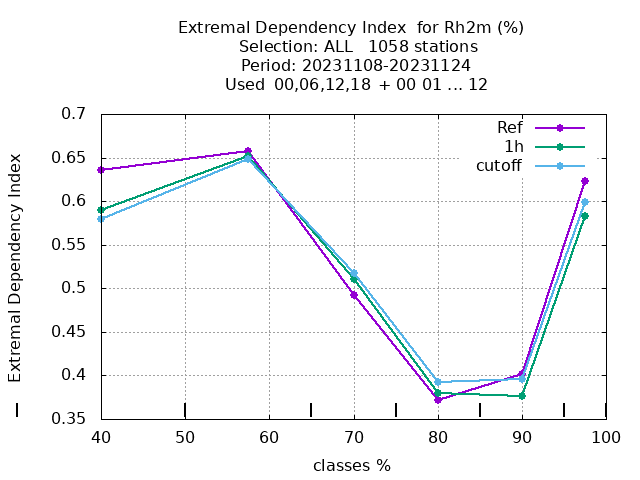 Extremal Dependency Index  for Rh2m (%)
Selection: ALL   1058 stations
Period: 20231108-20231124
Used  00,06,12,18  + 00 01 ... 12
Extremal Dependency Index
0.7
0.65
0.6
0.55
0.5
0.45
0.4
0.35
Ref
1h
cutoff
40 50 60 70 80 90 100
classes %